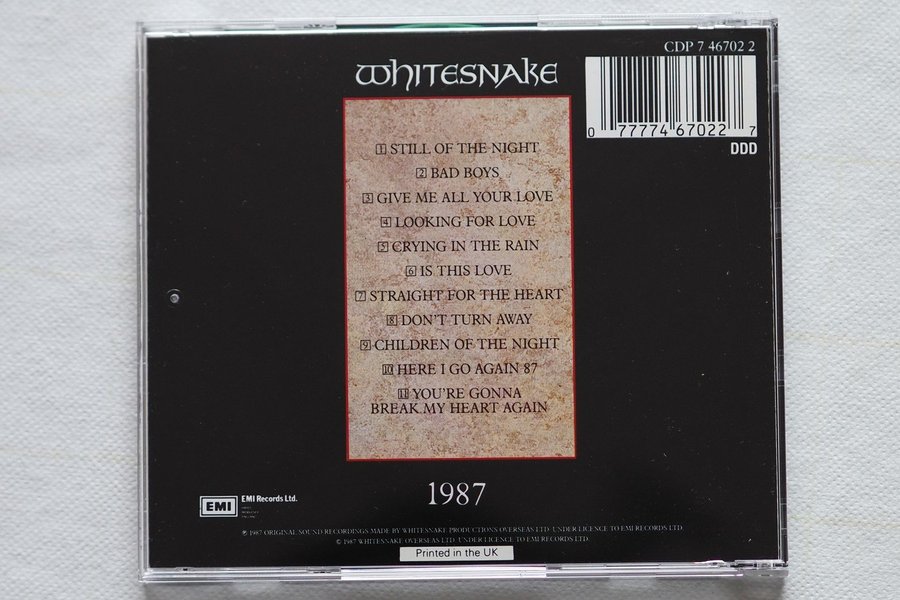 CDP 7 46702 2
WHITESNAKE
0 77774 67022 7
DDD
1 STILL OF THE NIGHT
2 BAD BOYS
3 GIVE ME ALL YOUR LOVE
4 LOOKING FOR LOVE
5 CRYING IN THE RAIN
6 IS THIS LOVE
7 STRAIGHT FOR THE HEART
8 DON'T TURN AWAY
9 CHILDREN OF THE NIGHT
10 HERE I GO AGAIN 87
11 YOU'RE GONNA
BREAK MY HEART AGAIN
1987
EMI EMI Records Ltd.
℗ 1987 ORIGINAL SOUND RECORDINGS MADE BY WHITESNAKE PRODUCTIONS OVERSEAS LTD. UNDER LICENCE TO EMI RECORDS LTD.
© 1987 WHITESNAKE OVERSEAS LTD. UNDER LICENCE TO EMI RECORDS LTD.
Printed in the UK